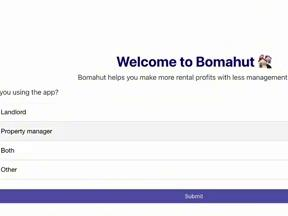 Welcome to Bomahut
Bomahut helps you make more rental profits with less management
you using the app?
Landlord
Property manager
Both
Other
Submit